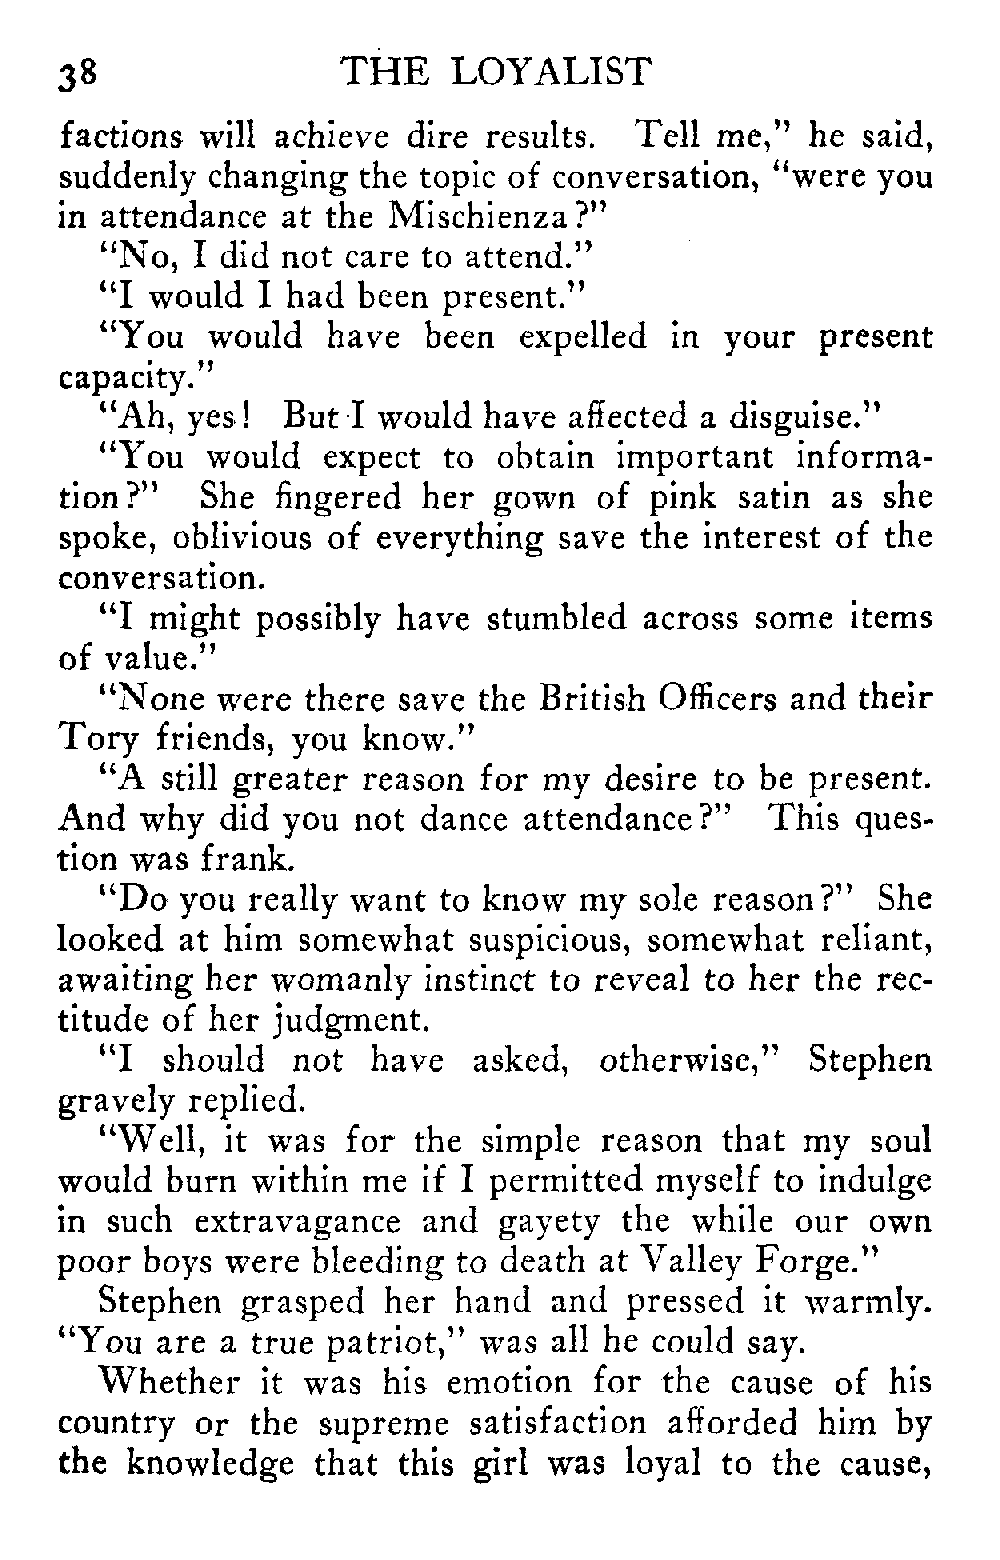 38 THE LOYALIST
factions will achieve dire results. Tell me," he said,
suddenly changing the topic of conversation, "were you
in attendance at the Mischienza?"
"No, I did not care to attend."
"I would I had been present."
"You would have been expelled in your present
capacity."
"Ah, yes! But I would have affected a disguise."
"You would expect to obtain important informa-
tion?" She fingered her gown of pink satin as she
spoke, oblivious of everything save the interest of the
conversation.
"I might possibly have stumbled across some items
of value."
"None were there save the British Officers and their
Tory friends, you know."
"A still greater reason for my desire to be present.
And why did you not dance attendance?" This ques-
tion was frank.
"Do you really want to know my sole reason?" She
looked at him somewhat suspicious, somewhat reliant,
awaiting her womanly instinct to reveal to her the rec-
titude of her judgment.
"I should not have asked, otherwise," Stephen
gravely replied.
"Well, it was for the simple reason that my soul
would burn within me if I permitted myself to indulge
in such extravagance and gayety the while our own
poor boys were bleeding to death at Valley Forge."
Stephen grasped her hand and pressed it warmly.
"You are a true patriot," was all he could say.
Whether it was his emotion for the cause of his
country or the supreme satisfaction afforded him by
the knowledge that this girl was loyal to the cause,